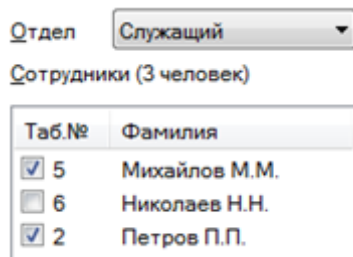 Отдел Служащий
Сотрудники (3 человек)
Таб.№ Фамилия
5 Михайлов М.М.
6 Николаев Н.Н.
2 Петров П.П.